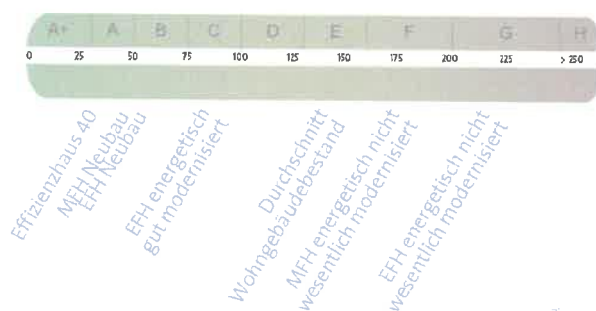 A+ A B C D E F G H
0 25 50 75 100 125 150 175 200 225 > 250
Effizienzhaus 40
MFH Neubau
EFH Neubau
EFH energetisch
gut modernisiert
Durchschnitt
Wohngebäudebestand
MFH energetisch nicht
wesentlich modernisiert
EFH energetisch nicht
wesentlich modernisiert